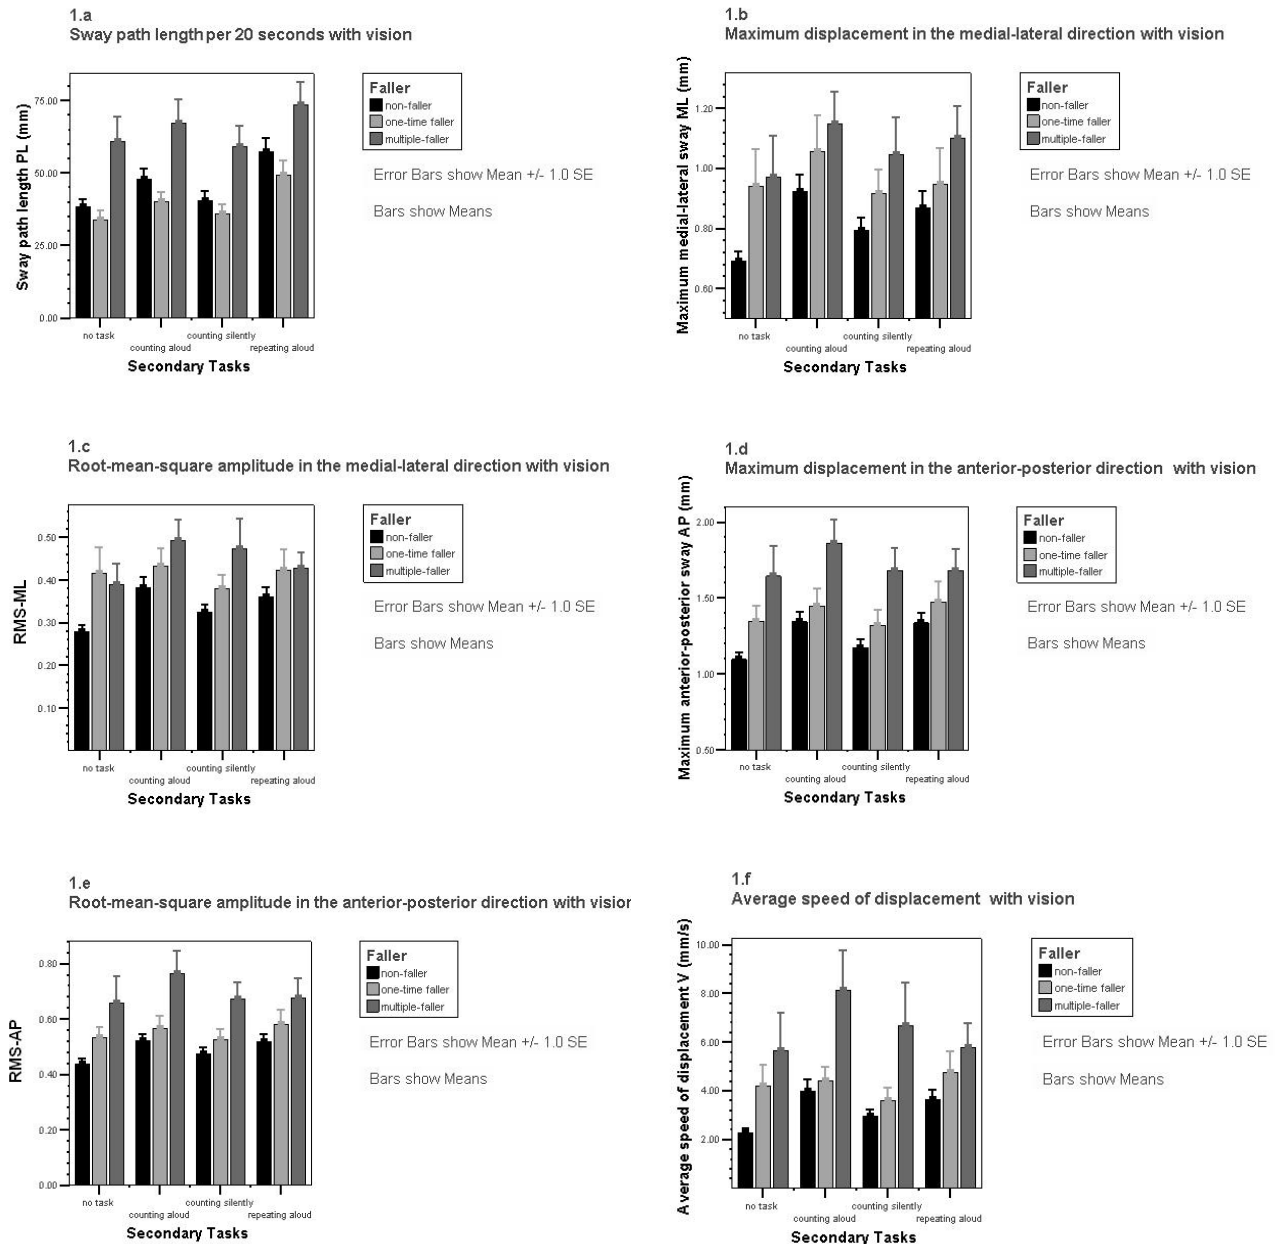 1.a
Sway path length per 20 seconds with vision
Sway path length PL (mm)
75.00
50.00
25.00
0.00
no task
counting aloud
counting silently
repeating aloud
Secondary Tasks
Faller
non-faller
one-time faller
multiple-faller
Error Bars show Mean +/- 1.0 SE
Bars show Means
1.b
Maximum displacement in the medial-lateral direction with vision
Maximum medial-lateral sway ML (mm)
1.20
1.00
0.80
0.60
no task
counting aloud
counting silently
repeating aloud
Secondary Tasks
Faller
non-faller
one-time faller
multiple-faller
Error Bars show Mean +/- 1.0 SE
Bars show Means
1.c
Root-mean-square amplitude in the medial-lateral direction with vision
RMS-ML
0.50
0.40
0.30
0.20
0.10
no task
counting aloud
counting silently
repeating aloud
Secondary Tasks
Faller
non-faller
one-time faller
multiple-faller
Error Bars show Mean +/- 1.0 SE
Bars show Means
1.d
Maximum displacement in the anterior-posterior direction with vision
Maximum anterior-posterior sway AP (mm)
2.00
1.50
1.00
0.50
no task
counting aloud
counting silently
repeating aloud
Secondary Tasks
Faller
non-faller
one-time faller
multiple-faller
Error Bars show Mean +/- 1.0 SE
Bars show Means
1.e
Root-mean-square amplitude in the anterior-posterior direction with visior
RMS-AP
0.80
0.60
0.40
0.20
0.00
no task
counting aloud
counting silently
repeating aloud
Secondary Tasks
Faller
non-faller
one-time faller
multiple-faller
Error Bars show Mean +/- 1.0 SE
Bars show Means
1.f
Average speed of displacement with vision
Average speed of displacement V (mm/s)
10.00
8.00
6.00
4.00
2.00
no task
counting aloud
counting silently
repeating aloud
Secondary Tasks
Faller
non-faller
one-time faller
multiple-faller
Error Bars show Mean +/- 1.0 SE
Bars show Means